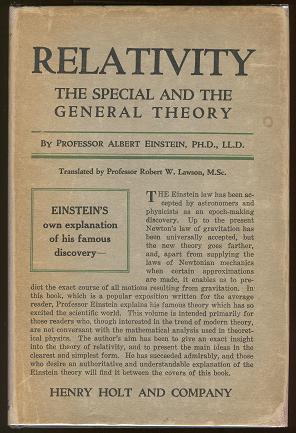 RELATIVITY
THE SPECIAL AND THE
GENERAL THEORY
By PROFESSOR ALBERT EINSTEIN, PH.D., LL.D.
Translated by Professor Robert W. Lawson, M.Sc.
EINSTEIN'S
own explanation
of his famous
discovery—
THE Einstein law has been ac-
cepted by astronomers and
physicists as an epoch-making
discovery. Up to the present
Newton's law of gravitation has
been universally accepted, but
the new theory goes farther,
and, apart from supplying the
laws of Newtonian mechanics
when certain approximations
are made, it enables us to pre-
dict the exact course of all motions resulting from gravitation. In
this book, which is a popular exposition written for the average
reader, Professor Einstein explains his famous theory which has so
excited the scientific world. This volume is intended primarily for
those readers who, though interested in the trend of modern theory,
are not conversant with the mathematical analysis used in theoret-
ical physics. The author's aim has been to give an exact insight
into the theory of relativity, and to present the main ideas in the
clearest and simplest form. He has succeeded admirably, and those
who desire an authoritative and understandable explanation of the
Einstein theory will find it between the covers of this book.
HENRY HOLT AND COMPANY